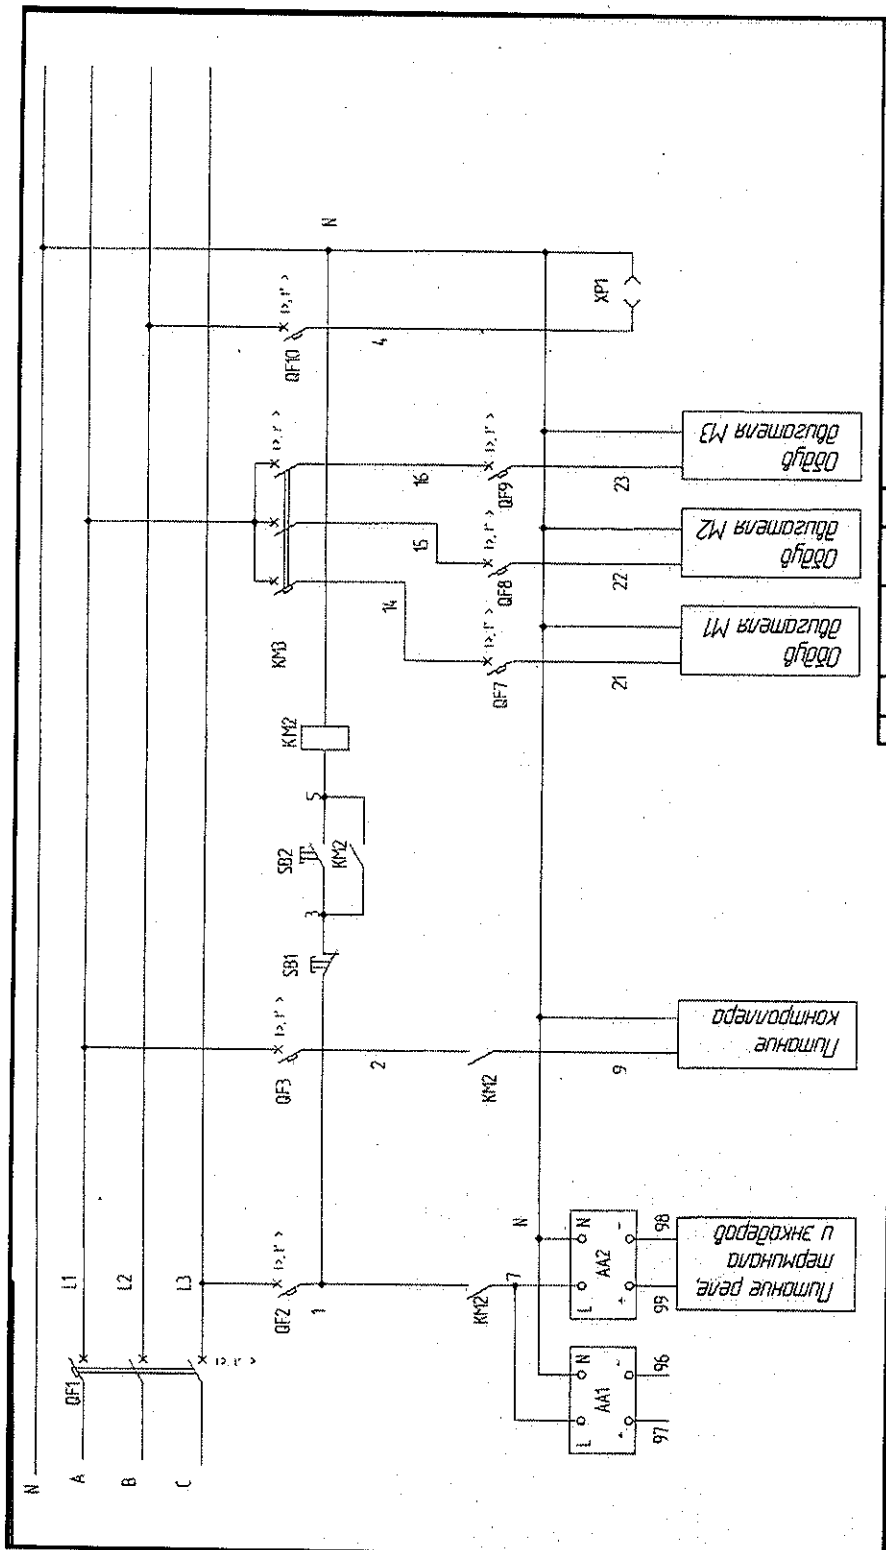 N
A
B
C
QF1
L1
L2
L3
I>, I' >
QF2
I>, I' >
1
KM2
7
N
L
N
AA1
+
-
97
96
L
N
AA2
+
-
99
98
Питание реле,
терминала
и энкодеров
QF3
I>, I' >
2
KM2
9
Питание
контроллера
SB1
3
SB2
KM2
5
KM2
KM3
I>, I' >
14
15
16
QF7
I>, I' >
21
Обдув
двигателя М1
QF8
I>, I' >
22
Обдув
двигателя М2
QF9
I>, I' >
23
Обдув
двигателя М3
QF10
I>, I' >
4
N
XP1